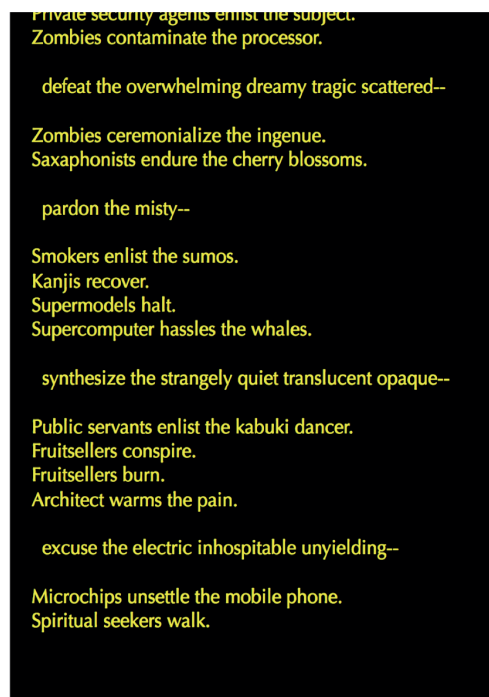 Private security agents enlist the subject.
Zombies contaminate the processor.
defeat the overwhelming dreamy tragic scattered--
Zombies ceremonialize the ingenue.
Saxaphonists endure the cherry blossoms.
pardon the misty--
Smokers enlist the sumos.
Kanjis recover.
Supermodels halt.
Supercomputer hassles the whales.
synthesize the strangely quiet translucent opaque--
Public servants enlist the kabuki dancer.
Fruitsellers conspire.
Fruitsellers burn.
Architect warms the pain.
excuse the electric inhospitable unyielding--
Microchips unsettle the mobile phone.
Spiritual seekers walk.